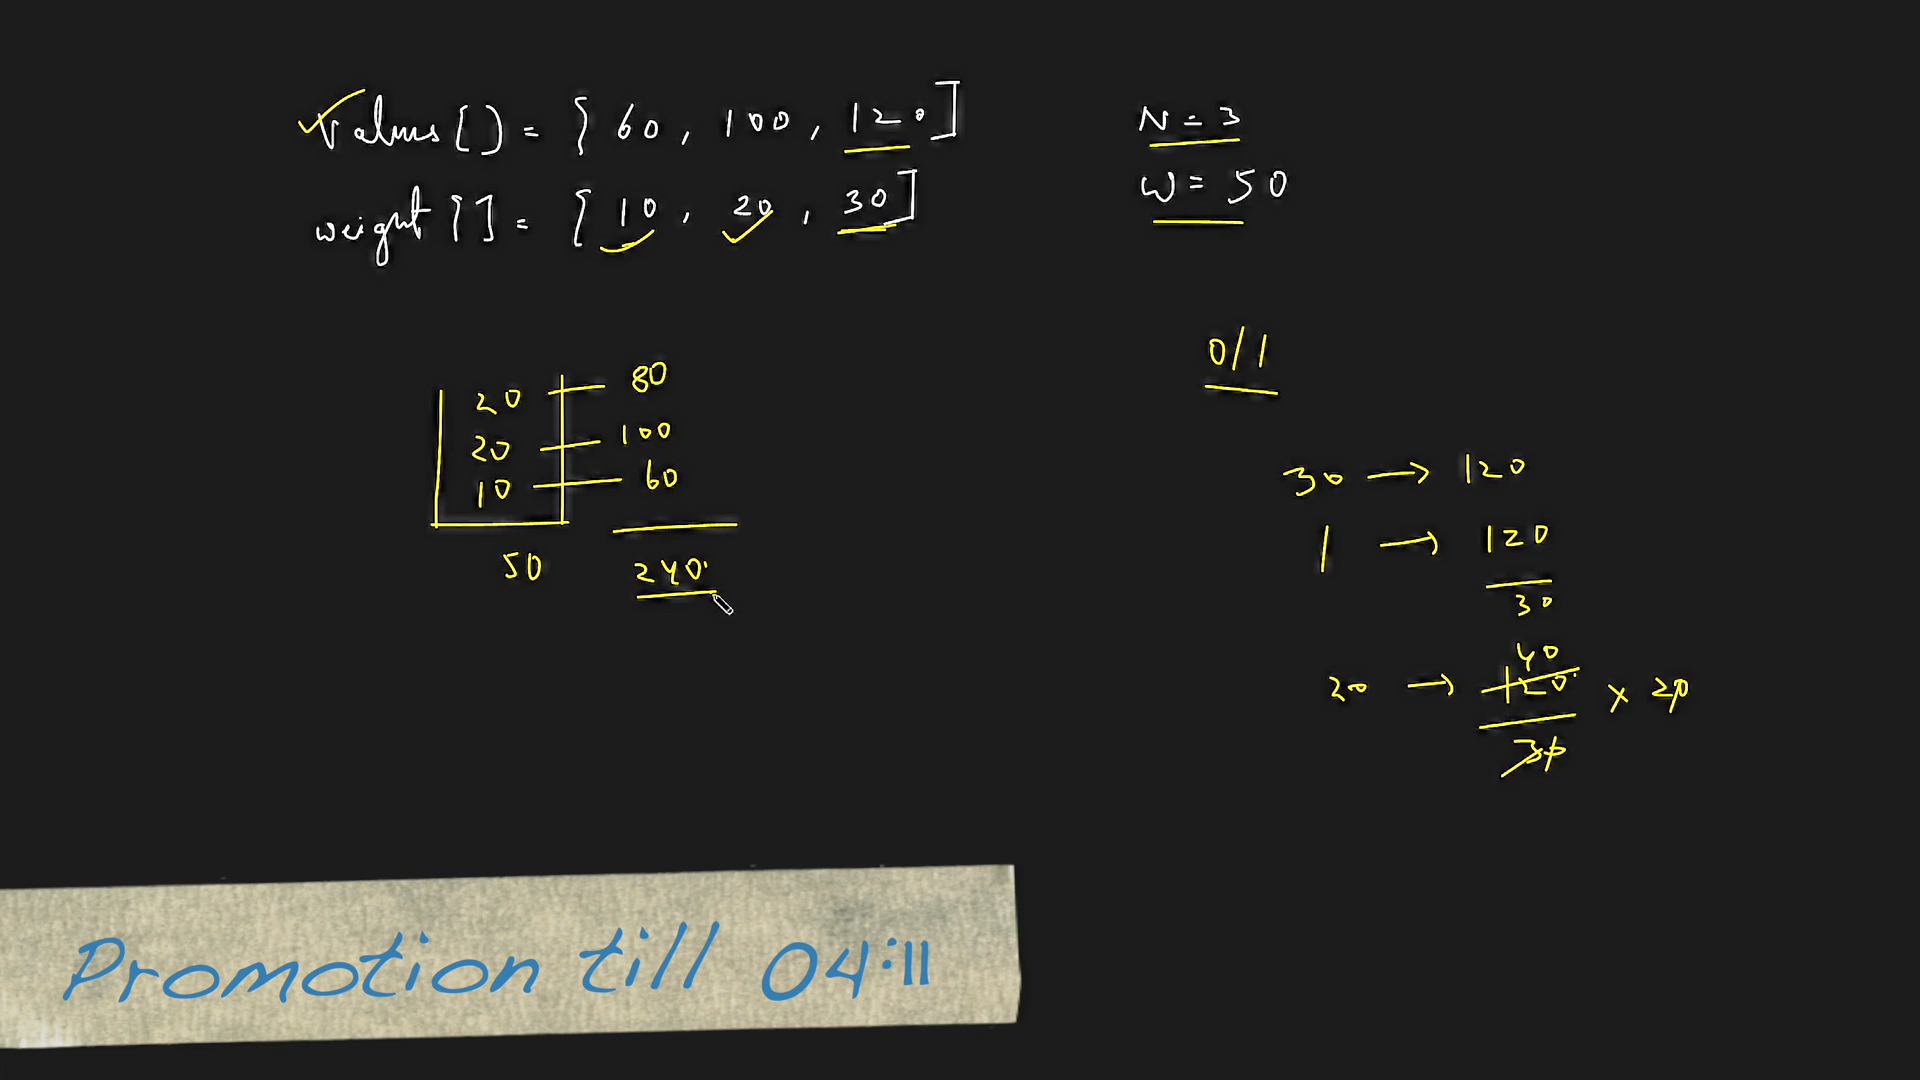 Values[] = { 60, 100, 120]
weight[] = { 10, 20, 30]
N = 3
W = 50
0/1
20 80
20 100
10 60
50 240
30 → 120
1 → 120
30
40
20 → 120 × 20
30
Promotion till 04:11